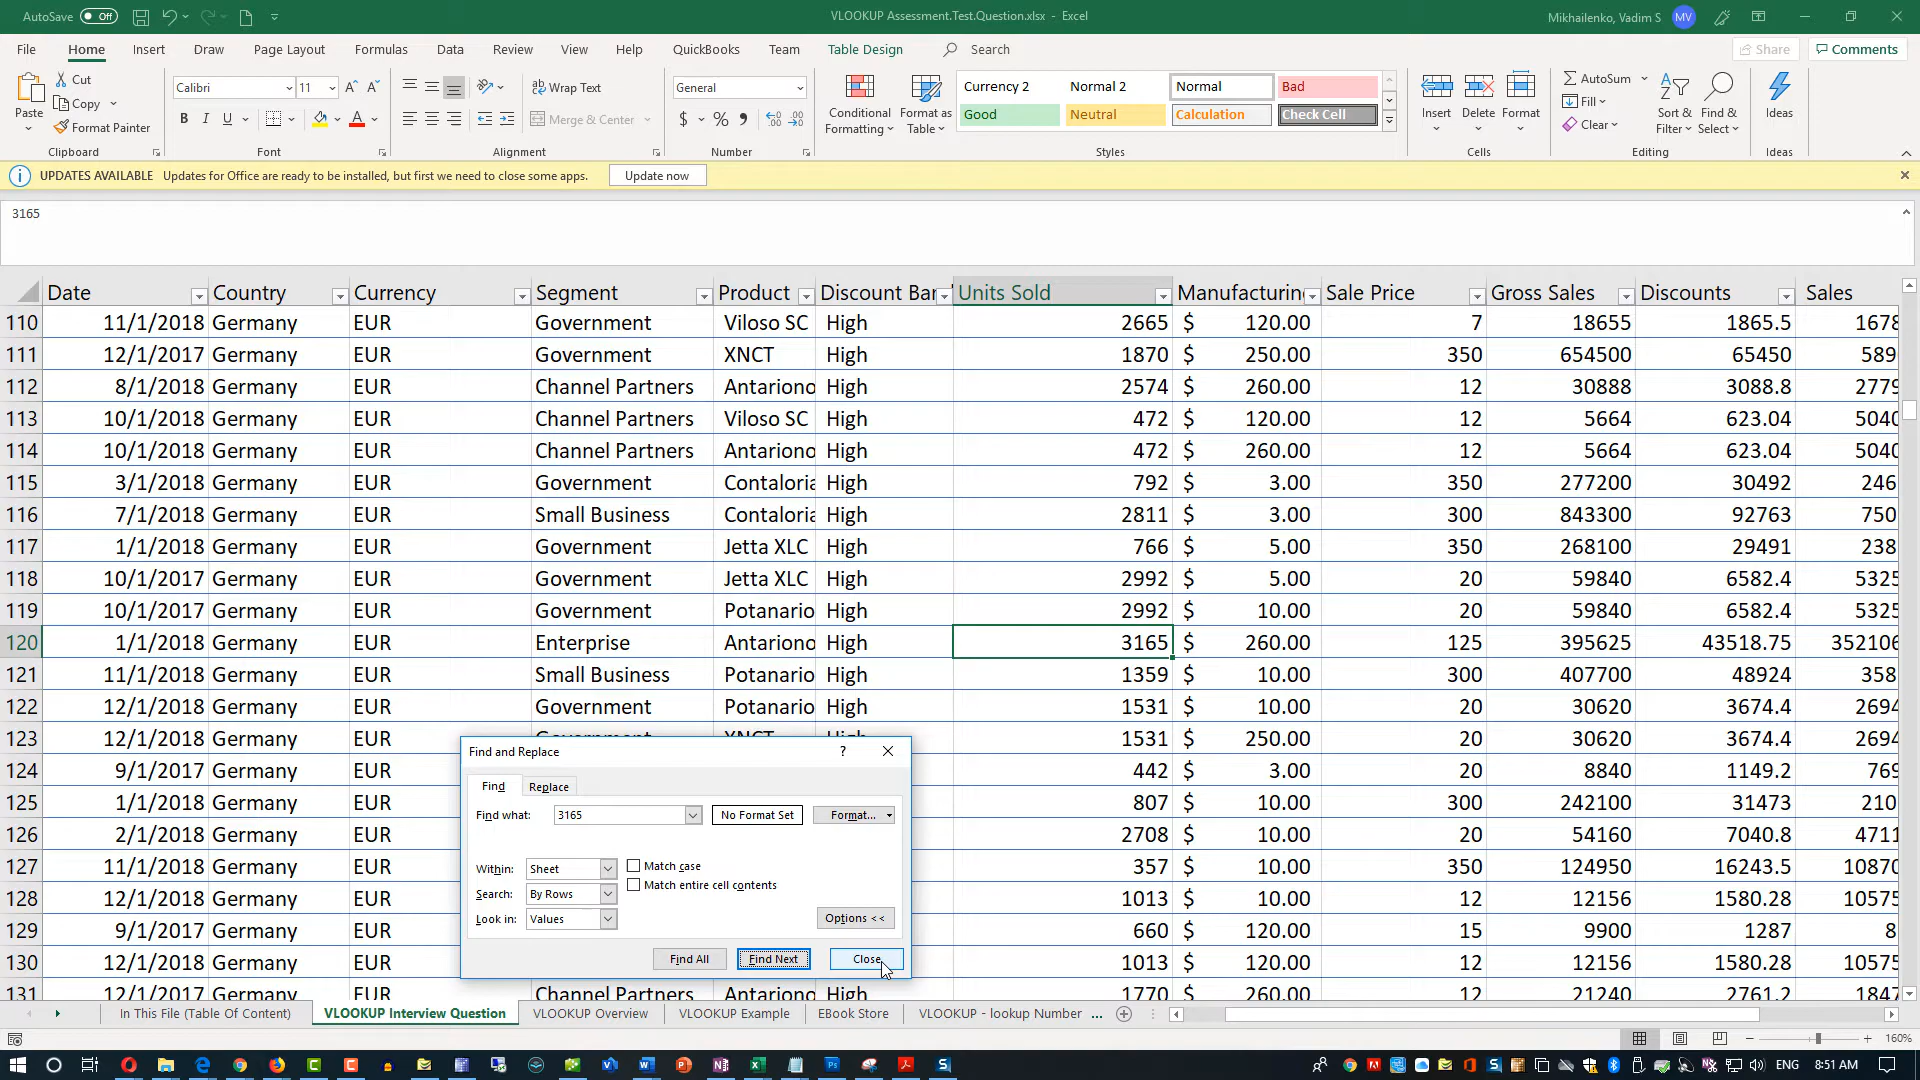 AutoSave Off VLOOKUP Assessment.Test.Question.xlsx - Excel Mikhailenko, Vadim S MV
File Home Insert Draw Page Layout Formulas Data Review View Help QuickBooks Team Table Design Search Share Comments
Paste Cut Calibri 11 Wrap Text General Conditional Formatting Format as Table Currency 2 Normal 2 Normal Bad Insert Delete Format AutoSum Sort & Filter Find & Select Ideas
Copy B I U Merge & Center $ % Good Neutral Calculation Check Cell Fill
Format Painter Clear
Clipboard Font Alignment Number Styles Cells Editing Ideas
UPDATES AVAILABLE Updates for Office are ready to be installed, but first we need to close some apps. Update now
3165
Date Country Currency Segment Product Discount Ban Units Sold Manufacturin Sale Price Gross Sales Discounts Sales
110 11/1/2018 Germany EUR Government Viloso SC High 2665 $ 120.00 7 18655 1865.5 1678
111 12/1/2017 Germany EUR Government XNCT High 1870 $ 250.00 350 654500 65450 589
112 8/1/2018 Germany EUR Channel Partners Antariono High 2574 $ 260.00 12 30888 3088.8 2779
113 10/1/2018 Germany EUR Channel Partners Viloso SC High 472 $ 120.00 12 5664 623.04 5040
114 10/1/2018 Germany EUR Channel Partners Antariono High 472 $ 260.00 12 5664 623.04 5040
115 3/1/2018 Germany EUR Government Contaloria High 792 $ 3.00 350 277200 30492 246
116 7/1/2018 Germany EUR Small Business Contaloria High 2811 $ 3.00 300 843300 92763 750
117 1/1/2018 Germany EUR Government Jetta XLC High 766 $ 5.00 350 268100 29491 238
118 10/1/2017 Germany EUR Government Jetta XLC High 2992 $ 5.00 20 59840 6582.4 5325
119 10/1/2017 Germany EUR Government Potanario High 2992 $ 10.00 20 59840 6582.4 5325
120 1/1/2018 Germany EUR Enterprise Antariono High 3165 $ 260.00 125 395625 43518.75 352106
121 11/1/2018 Germany EUR Small Business Potanario High 1359 $ 10.00 300 407700 48924 358
122 12/1/2018 Germany EUR Government Potanario High 1531 $ 10.00 20 30620 3674.4 2694
123 12/1/2018 Germany EUR Government XNCT High 1531 $ 250.00 20 30620 3674.4 2694
124 9/1/2017 Germany EUR 442 $ 3.00 20 8840 1149.2 769
125 1/1/2018 Germany EUR 807 $ 10.00 300 242100 31473 210
126 2/1/2018 Germany EUR 2708 $ 10.00 20 54160 7040.8 4711
127 11/1/2018 Germany EUR 357 $ 10.00 350 124950 16243.5 10870
128 12/1/2018 Germany EUR 1013 $ 10.00 12 12156 1580.28 10575
129 9/1/2017 Germany EUR 660 $ 120.00 15 9900 1287 8
130 12/1/2018 Germany EUR 1013 $ 120.00 12 12156 1580.28 10575
131 12/1/2017 Germany EUR Channel Partners Antariono High 1770 $ 260.00 12 21240 2761.2 1847
Find and Replace ?
Find Replace
Find what: 3165 No Format Set Format...
Within: Sheet Match case
Search: By Rows Match entire cell contents
Look in: Values Options <<
Find All Find Next Close
In This File (Table Of Content) VLOOKUP Interview Question VLOOKUP Overview VLOOKUP Example EBook Store VLOOKUP - lookup Number ...
160%
ENG 8:51 AM